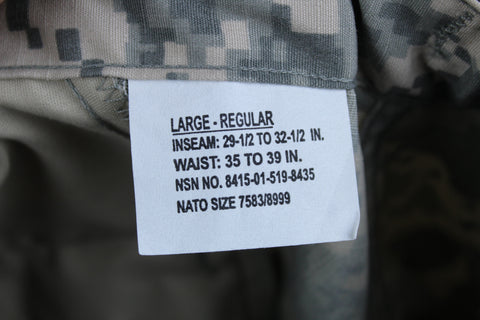 LARGE - REGULAR
INSEAM: 29-1/2 TO 32-1/2 IN.
WAIST: 35 TO 39 IN.
NSN NO. 8415-01-519-8435
NATO SIZE 7583/8999